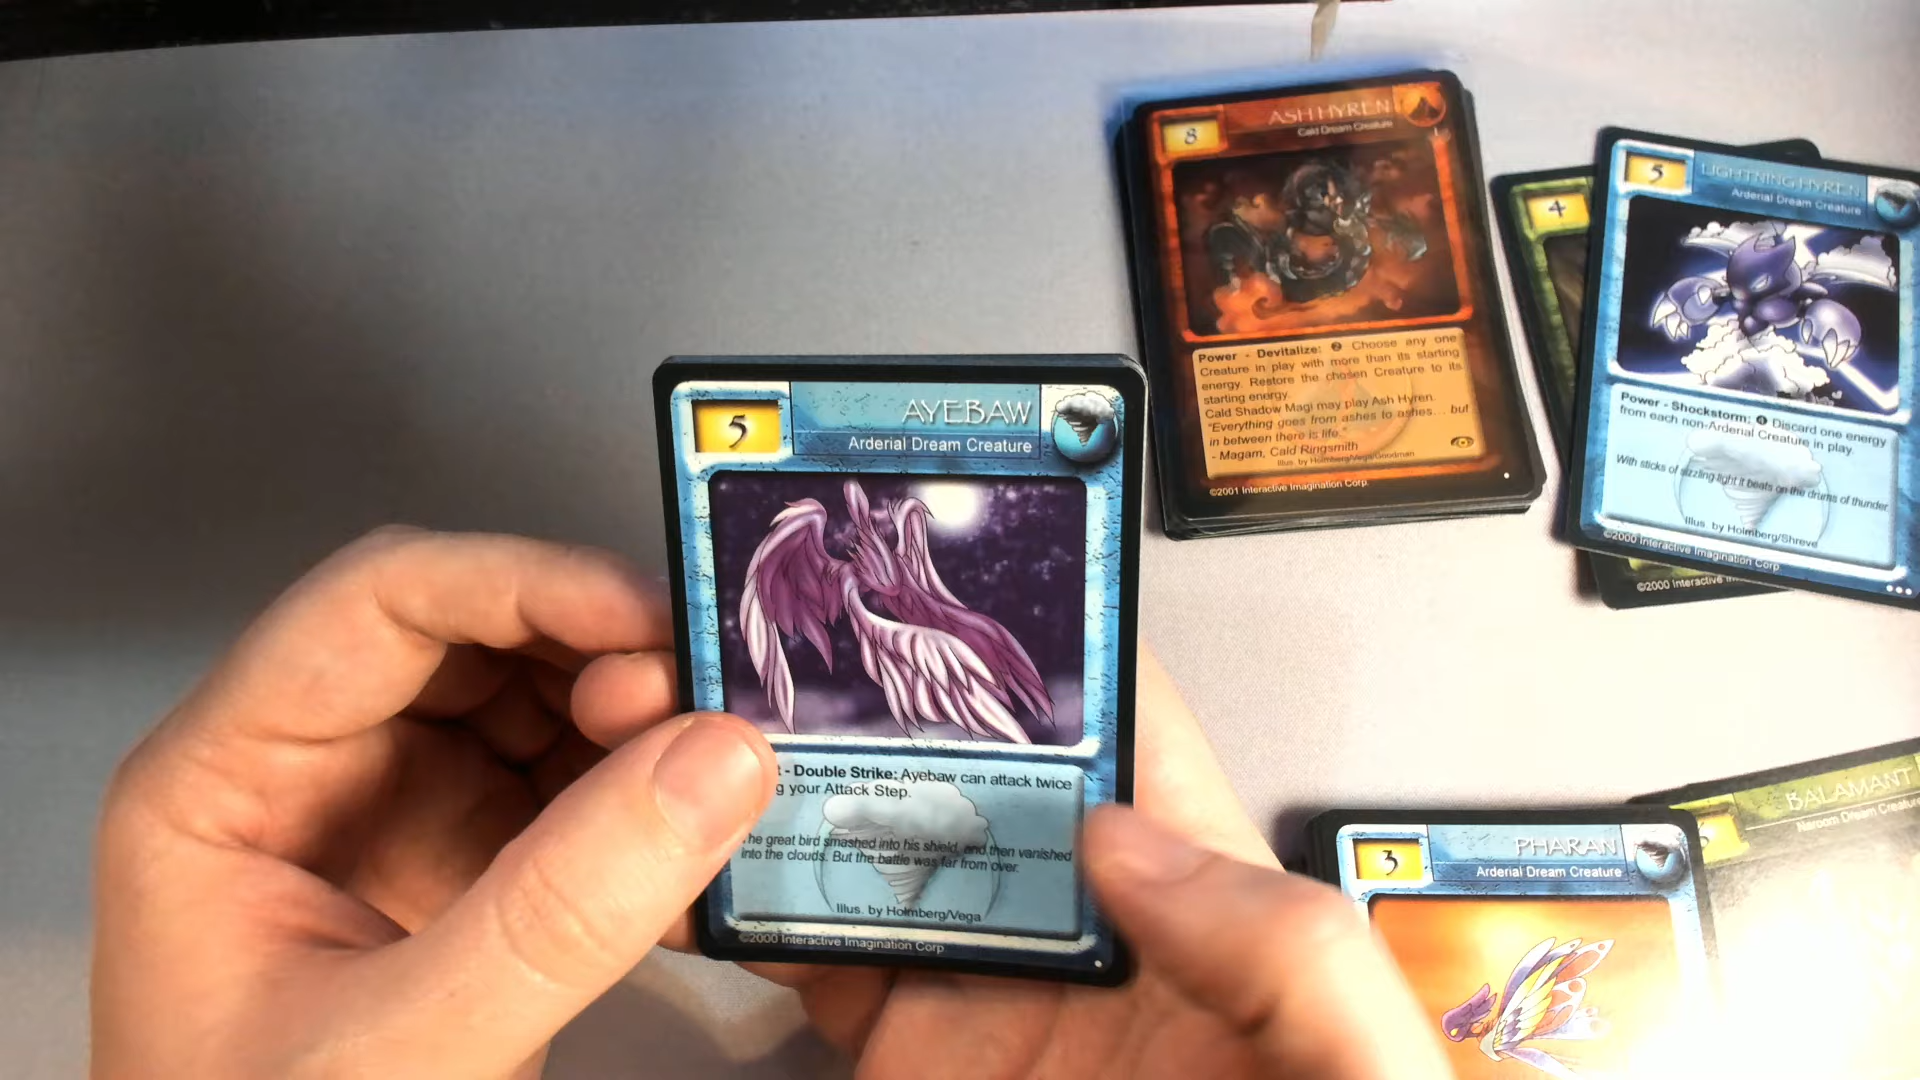 5
AYEBAW
Arderial Dream Creature
t - Double Strike: Ayebaw can attack twice
g your Attack Step.
he great bird smashed into his shield, and then vanished
into the clouds. But the battle was far from over.
Illus. by Holmberg/Vega
©2000 Interactive Imagination Corp
8
ASH HYREN
Cald Dream Creature
Power - Devitalize: 2 Choose any one
Creature in play with more than its starting
energy. Restore the chosen Creature to its
starting energy.
Cald Shadow Magi may play Ash Hyren.
"Everything goes from ashes to ashes... but
in between there is life."
- Magam, Cald Ringsmith
Illus. by Holmberg/Vega/Goodman
©2001 Interactive Imagination Corp.
4
©2000 Interactive
5
LIGHTNING HYREN
Arderial Dream Creature
Power - Shockstorm: 4 Discard one energy
from each non-Arderial Creature in play.
With sticks of sizzling light it beats on the drums of thunder
Illus. by Holmberg/Shreve
©2000 Interactive Imagination Corp.
BALAMANT
Naroom Dream Creature
3
PHARAN
Arderial Dream Creature